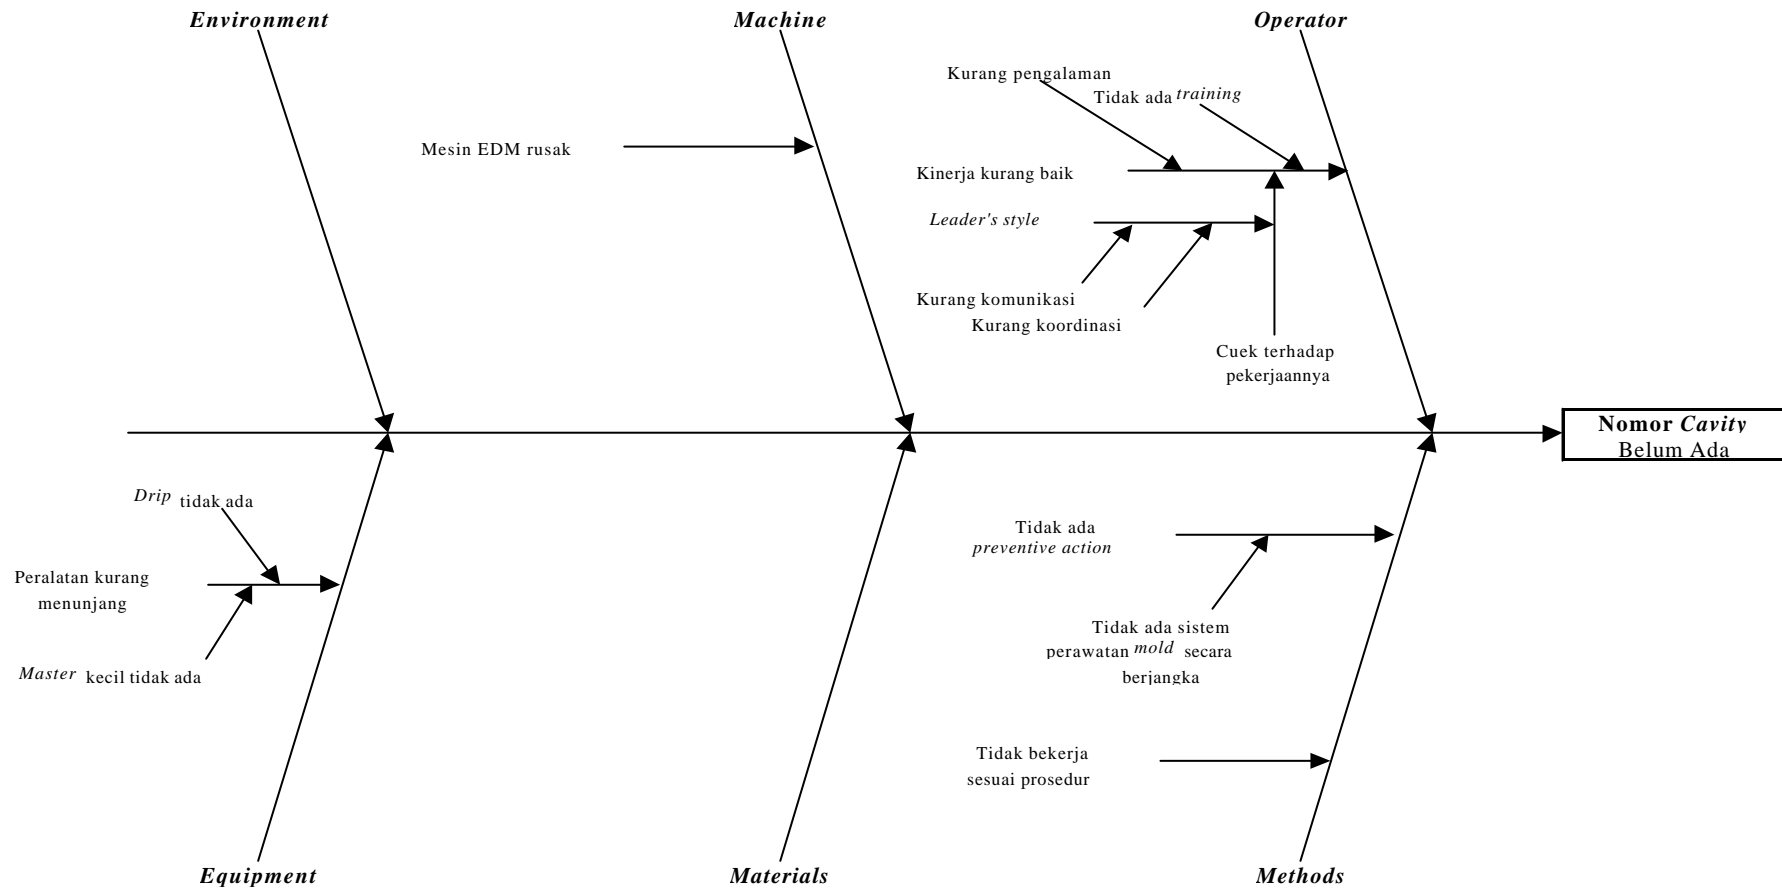 Environment
Machine
Operator
Kurang pengalaman
Tidak ada training
Mesin EDM rusak
Kinerja kurang baik
Leader's style
Kurang komunikasi
Kurang koordinasi
Cuek terhadap
pekerjaannya
Nomor Cavity
Belum Ada
Drip tidak ada
Peralatan kurang
menunjang
Master kecil tidak ada
Tidak ada
preventive action
Tidak ada sistem
perawatan mold secara
berjangka
Tidak bekerja
sesuai prosedur
Equipment
Materials
Methods